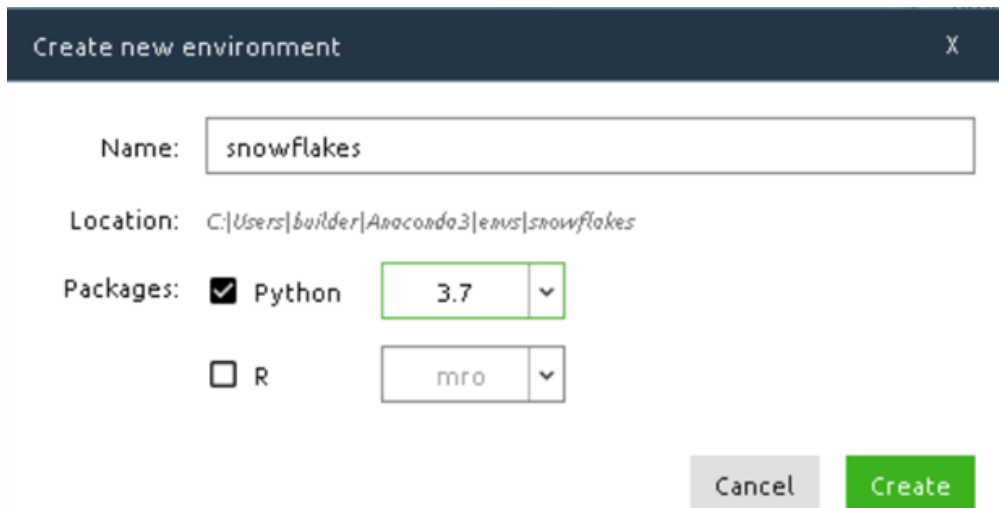 Create new environment X
Name: snowflakes
Location: C:|Users|builder|Anaconda3|envs|snowflakes
Packages: Python 3.7
R mro
Cancel Create